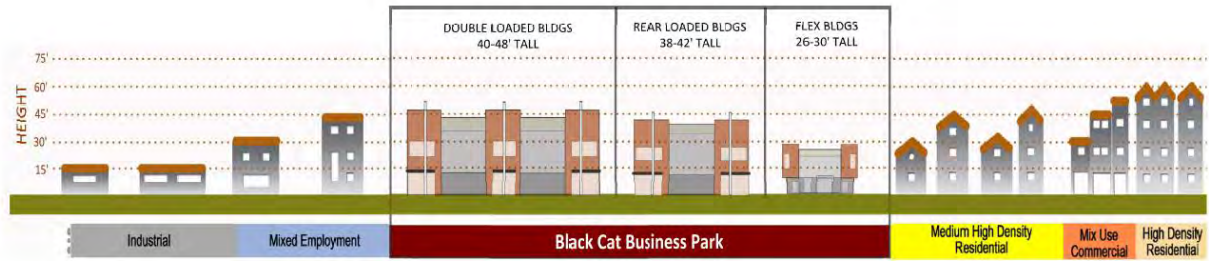 DOUBLE LOADED BLDGS
40-48' TALL
REAR LOADED BLDGS
38-42' TALL
FLEX BLDGS
26-30' TALL
HEIGHT
75'
60'
45'
30'
15'
Industrial
Mixed Employment
Black Cat Business Park
Medium High Density
Residential
Mix Use
Commercial
High Density
Residential